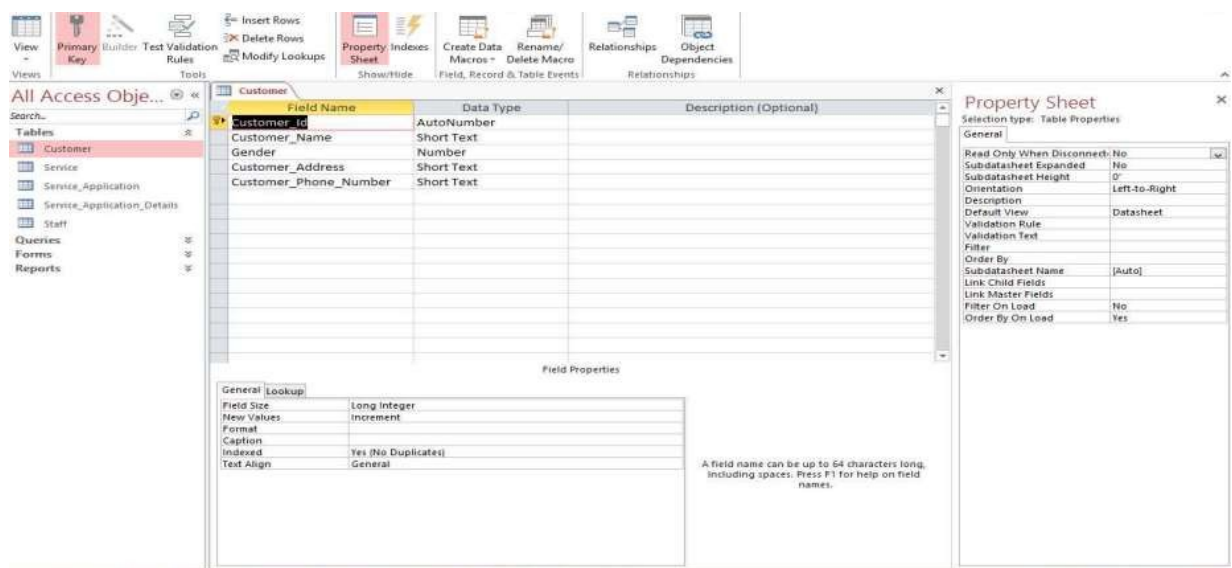 Insert Rows
Delete Rows
Modify Lookups
View
Primary Key
Builder
Test Validation Rules
Property Sheet
Indexes
Create Data Macros
Rename/ Delete Macro
Relationships
Object Dependencies
Views
Tools
Show/Hide
Field, Record & Table Events
Relationships
All Access Obje...
Search...
Tables
Customer
Service
Service_Application
Service_Application_Details
Staff
Queries
Forms
Reports
Customer
Field Name Data Type Description (Optional)
Customer_Id AutoNumber
Customer_Name Short Text
Gender Number
Customer_Address Short Text
Customer_Phone_Number Short Text
Field Properties
General Lookup
Field Size Long Integer
New Values Increment
Format
Caption
Indexed Yes (No Duplicates)
Text Align General
A field name can be up to 64 characters long,
including spaces. Press F1 for help on field
names.
Property Sheet
Selection type: Table Properties
General
Read Only When Disconnect No
Subdatasheet Expanded No
Subdatasheet Height 0"
Orientation Left-to-Right
Description
Default View Datasheet
Validation Rule
Validation Text
Filter
Order By
Subdatasheet Name [Auto]
Link Child Fields
Link Master Fields
Filter On Load No
Order By On Load Yes